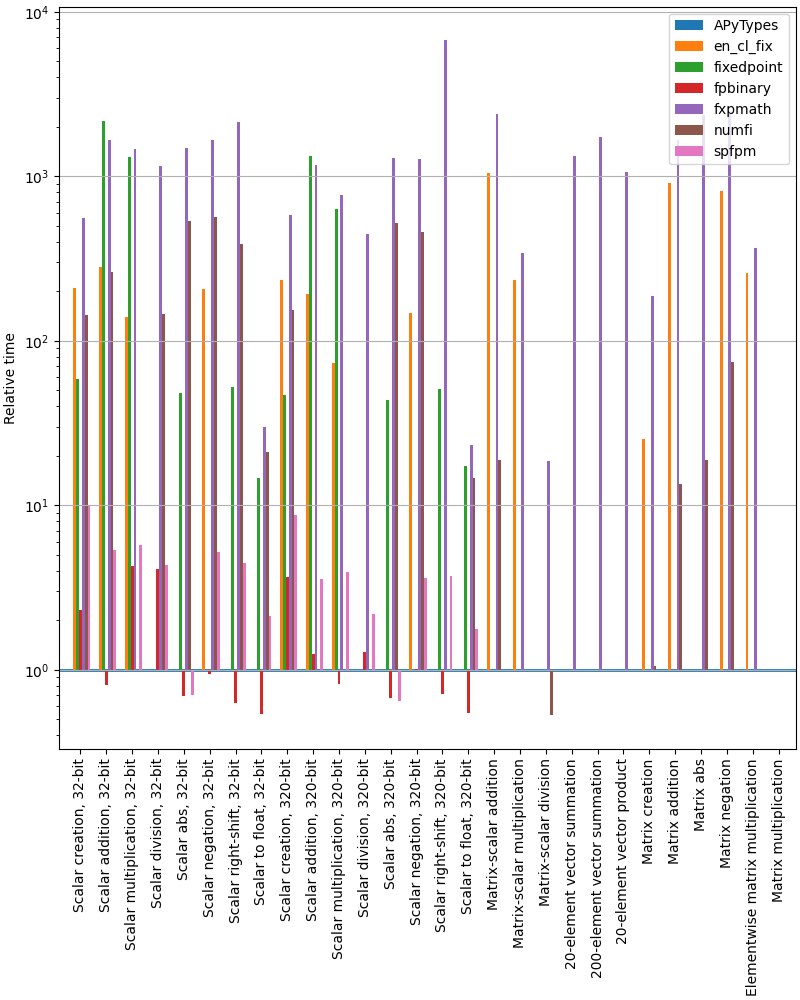 10⁴
10³
10²
10¹
10⁰
Relative time
APyTypes
en_cl_fix
fixedpoint
fpbinary
fxpmath
numfi
spfpm
Scalar creation, 32-bit
Scalar addition, 32-bit
Scalar multiplication, 32-bit
Scalar division, 32-bit
Scalar abs, 32-bit
Scalar negation, 32-bit
Scalar right-shift, 32-bit
Scalar to float, 32-bit
Scalar creation, 320-bit
Scalar addition, 320-bit
Scalar multiplication, 320-bit
Scalar division, 320-bit
Scalar abs, 320-bit
Scalar negation, 320-bit
Scalar right-shift, 320-bit
Scalar to float, 320-bit
Matrix-scalar addition
Matrix-scalar multiplication
Matrix-scalar division
20-element vector summation
200-element vector summation
20-element vector product
Matrix creation
Matrix addition
Matrix abs
Matrix negation
Elementwise matrix multiplication
Matrix multiplication